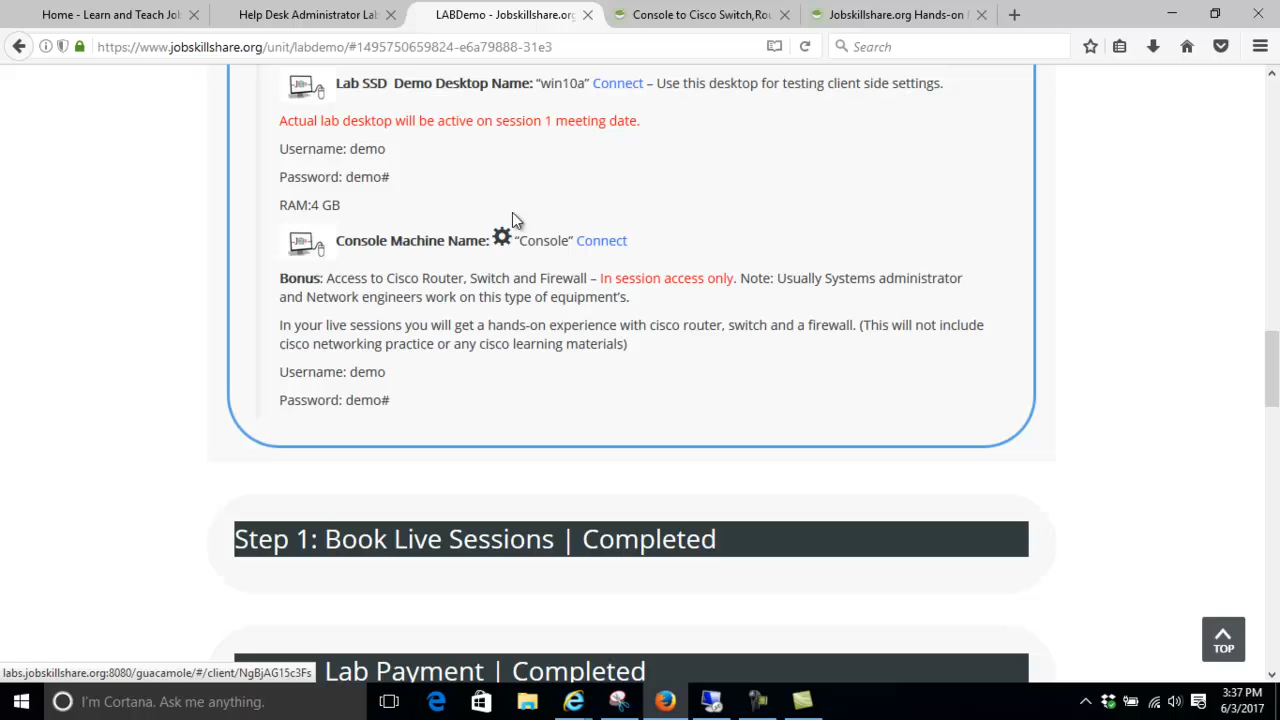 Home - Learn and Teach Job
Help Desk Administrator Lab
LABDemo - Jobskillshare.org
Console to Cisco Switch,Rou
Jobskillshare.org Hands-on
https://www.jobskillshare.org/unit/labdemo/#1495750659824-e6a79888-31e3
Search
Lab SSD Demo Desktop Name: “win10a” Connect – Use this desktop for testing client side settings.
Actual lab desktop will be active on session 1 meeting date.
Username: demo
Password: demo#
RAM:4 GB
Console Machine Name: “Console” Connect
Bonus: Access to Cisco Router, Switch and Firewall – In session access only. Note: Usually Systems administrator
and Network engineers work on this type of equipment’s.
In your live sessions you will get a hands-on experience with cisco router, switch and a firewall. (This will not include
cisco networking practice or any cisco learning materials)
Username: demo
Password: demo#
Step 1: Book Live Sessions | Completed
TOP
Lab Payment | Completed
labs.jobskillshare.org:8080/guacamole/#/client/NgBjAG15c3Fs
I'm Cortana. Ask me anything.
3:37 PM
6/3/2017